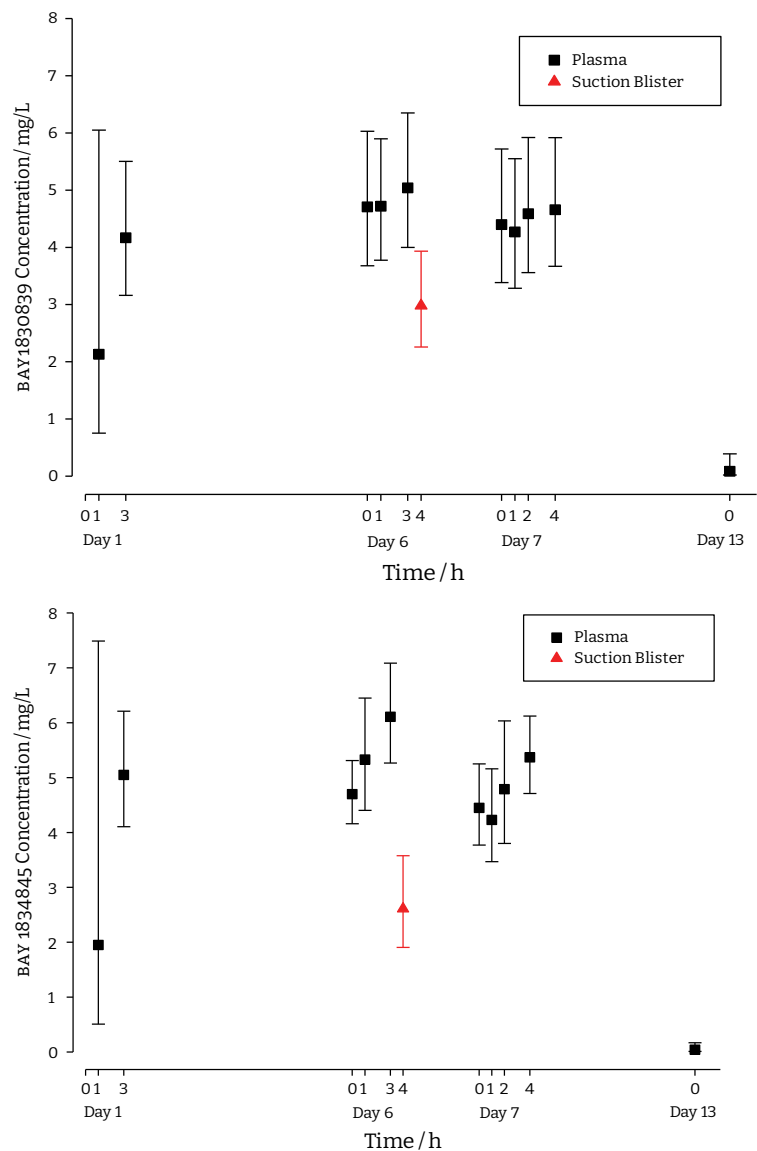 8
7
6
5
4
3
2
1
0
BAY1830839 Concentration/mg/L
Plasma
Suction Blister
0 1 3 0 1 3 4 0 1 2 4 0
Day 1 Day 6 Day 7 Day 13
Time/h
8
7
6
5
4
3
2
1
0
BAY 1834845 Concentration/mg/L
Plasma
Suction Blister
0 1 3 0 1 3 4 0 1 2 4 0
Day 1 Day 6 Day 7 Day 13
Time/h